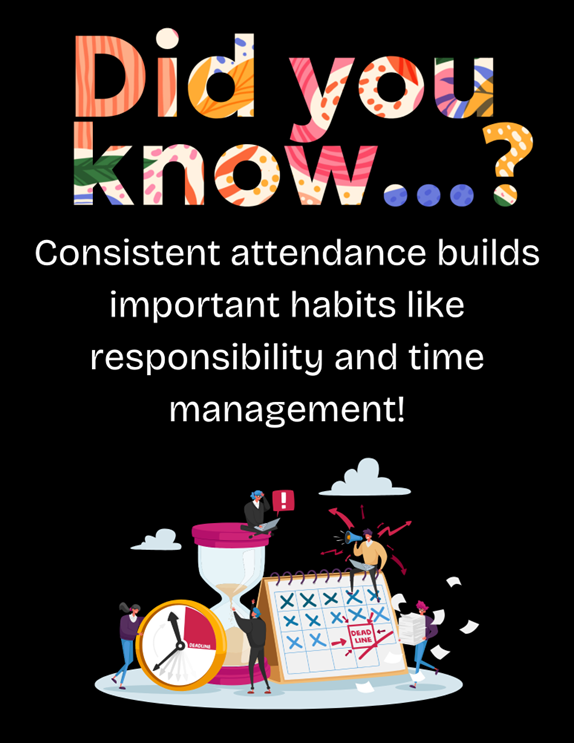 Did you
know...?
Consistent attendance builds
important habits like
responsibility and time
management!
!
DEADLINE
DEAD
LINE